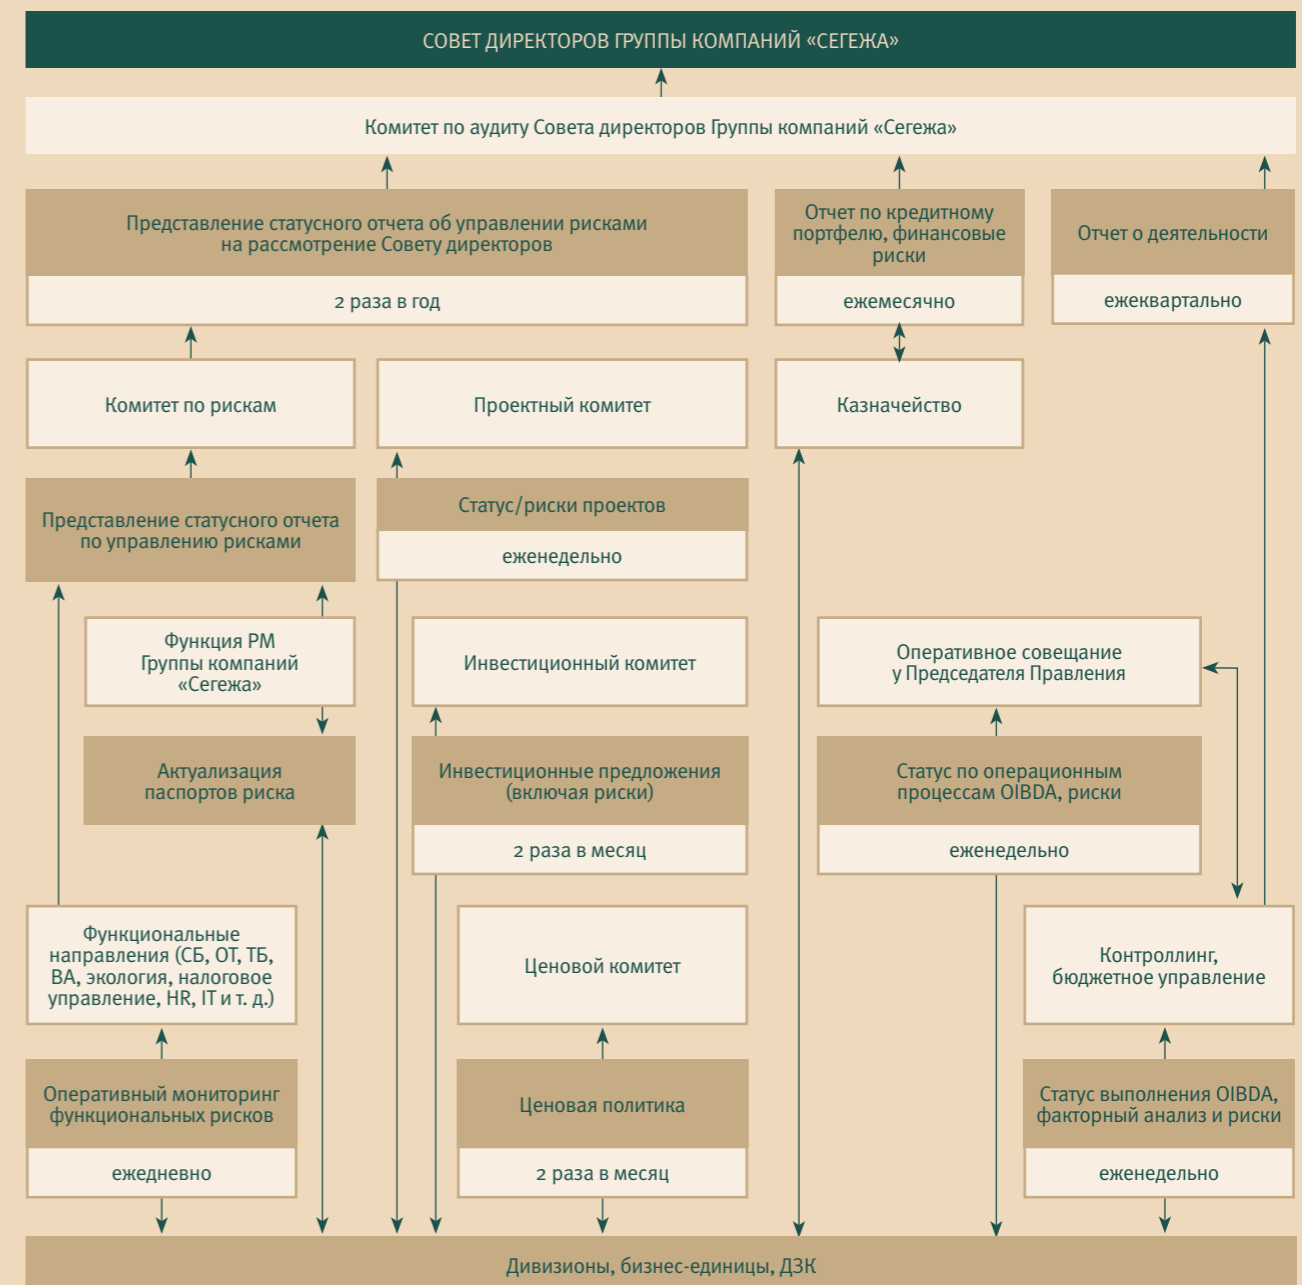 СОВЕТ ДИРЕКТОРОВ ГРУППЫ КОМПАНИЙ «СЕГЕЖА»
Комитет по аудиту Совета директоров Группы компаний «Сегежа»
Представление статусного отчета об управлении рисками
на рассмотрение Совету директоров
2 раза в год
Отчет по кредитному
портфелю, финансовые
риски
ежемесячно
Отчет о деятельности
ежеквартально
Комитет по рискам
Проектный комитет
Казначейство
Представление статусного отчета
по управлению рисками
Статус/риски проектов
еженедельно
Функция РМ
Группы компаний
«Сегежа»
Инвестиционный комитет
Оперативное совещание
у Председателя Правления
Актуализация
паспортов риска
Инвестиционные предложения
(включая риски)
2 раза в месяц
Статус по операционным
процессам OIBDA, риски
еженедельно
Функциональные
направления (СБ, ОТ, ТБ,
ВА, экология, налоговое
управление, HR, IT и т. д.)
Ценовой комитет
Контроллинг,
бюджетное управление
Оперативный мониторинг
функциональных рисков
ежедневно
Ценовая политика
2 раза в месяц
Статус выполнения OIBDA,
факторный анализ и риски
еженедельно
Дивизионы, бизнес-единицы, ДЗК